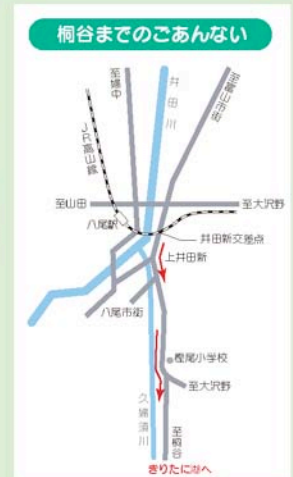 桐谷までのごあんない
至婦中
井田川
至富山市街
JR高山線
至山田
至大沢野
八尾駅
井田新交差点
上井田新
八尾市街
樫尾小学校
至大沢野
久婦須川
至桐谷
きりたに湖へ